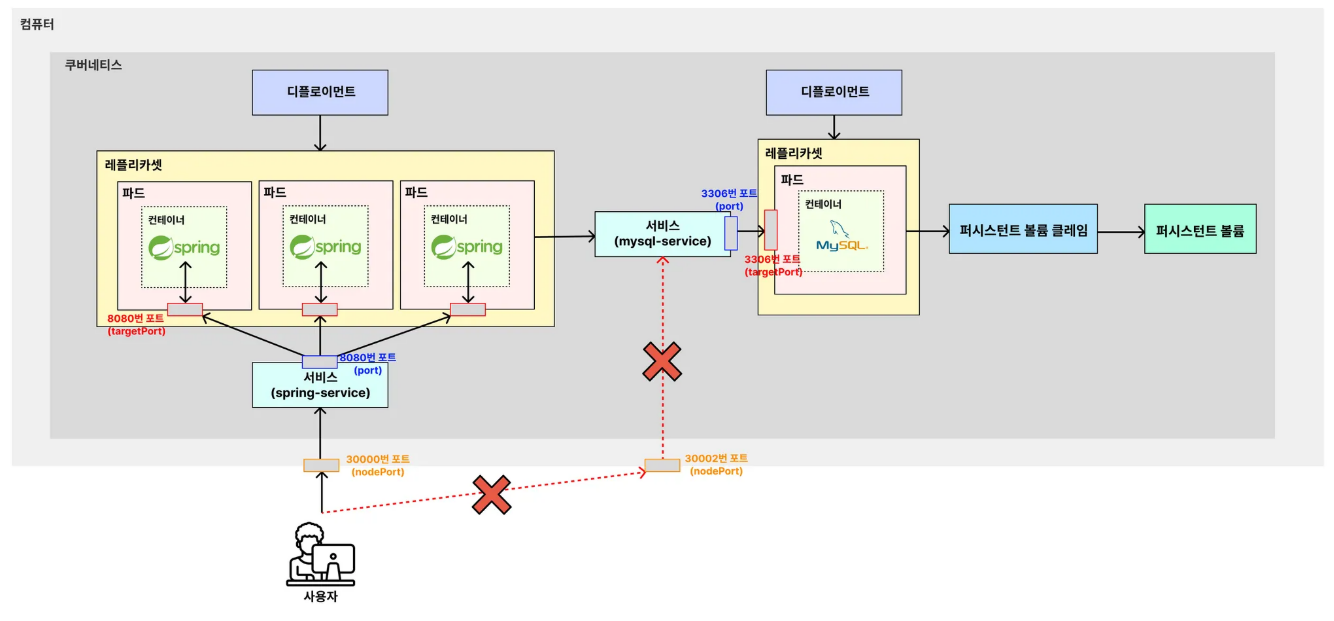 컴퓨터
쿠버네티스
디플로이먼트
레플리카셋
파드
컨테이너
spring
파드
컨테이너
spring
파드
컨테이너
spring
8080번 포트
(targetPort)
8080번 포트
(port)
서비스
(spring-service)
30000번 포트
(nodePort)
사용자
서비스
(mysql-service)
3306번 포트
(port)
30002번 포트
(nodePort)
디플로이먼트
레플리카셋
파드
컨테이너
MySQL
3306번 포트
(targetPort)
퍼시스턴트 볼륨 클레임
퍼시스턴트 볼륨